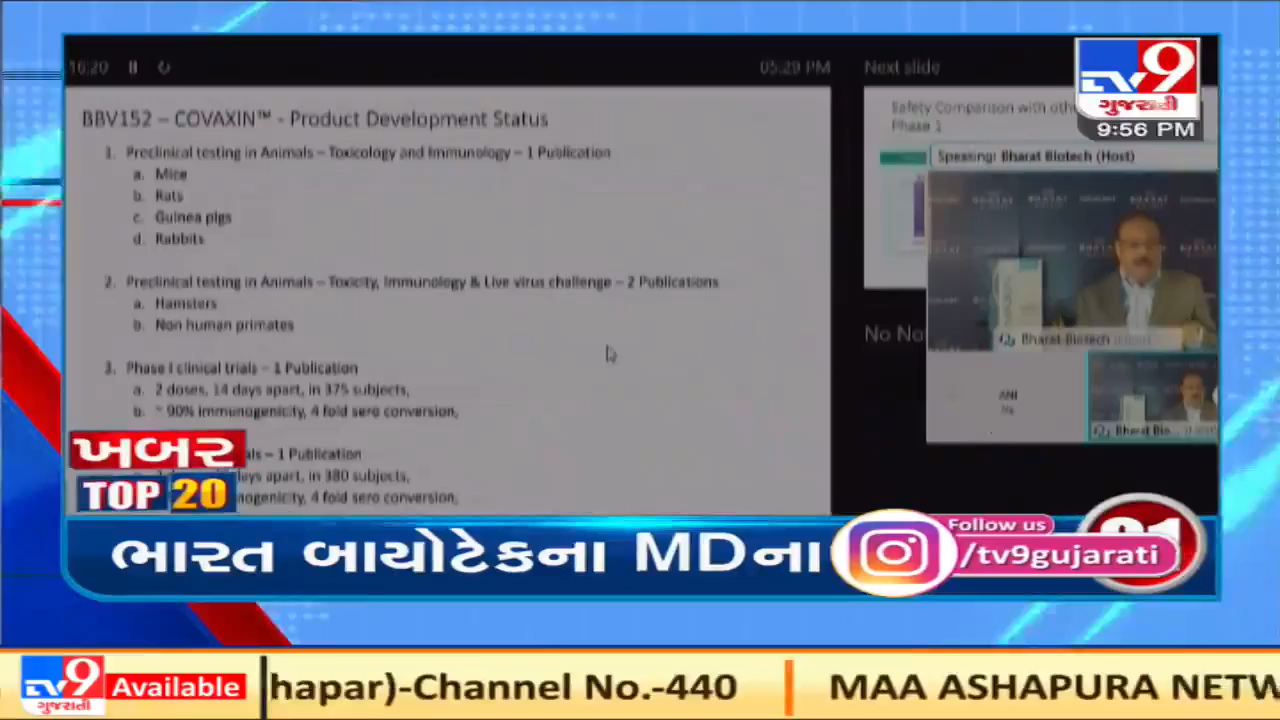 16:20
05:29 PM
Next slide
BBV152 – COVAXIN™ - Product Development Status
1. Preclinical testing in Animals – Toxicology and Immunology – 1 Publication
a. Mice
b. Rats
c. Guinea pigs
d. Rabbits
2. Preclinical testing in Animals – Toxicity, Immunology & Live virus challenge – 2 Publications
a. Hamsters
b. Non human primates
3. Phase I clinical trials – 1 Publication
a. 2 doses, 14 days apart, in 375 subjects,
b. ~ 90% immunogenicity, 4 fold sero conversion,
ls – 1 Publication
ays apart, in 380 subjects,
nogenicity, 4 fold sero conversion,
Safety Comparison with oth
Phase 1
Speaking: Bharat Biotech (Host)
Bharat Biotech
No No
ANI
Bharat Bio...
TV9
ગુજરાતી
9:56 PM
ખબર
TOP 20
ભારત બાયોટેકના MDના
Follow us
/tv9gujarati
TV9
ગુજરાતી
Available
hapar)-Channel No.-440
MAA ASHAPURA NETW